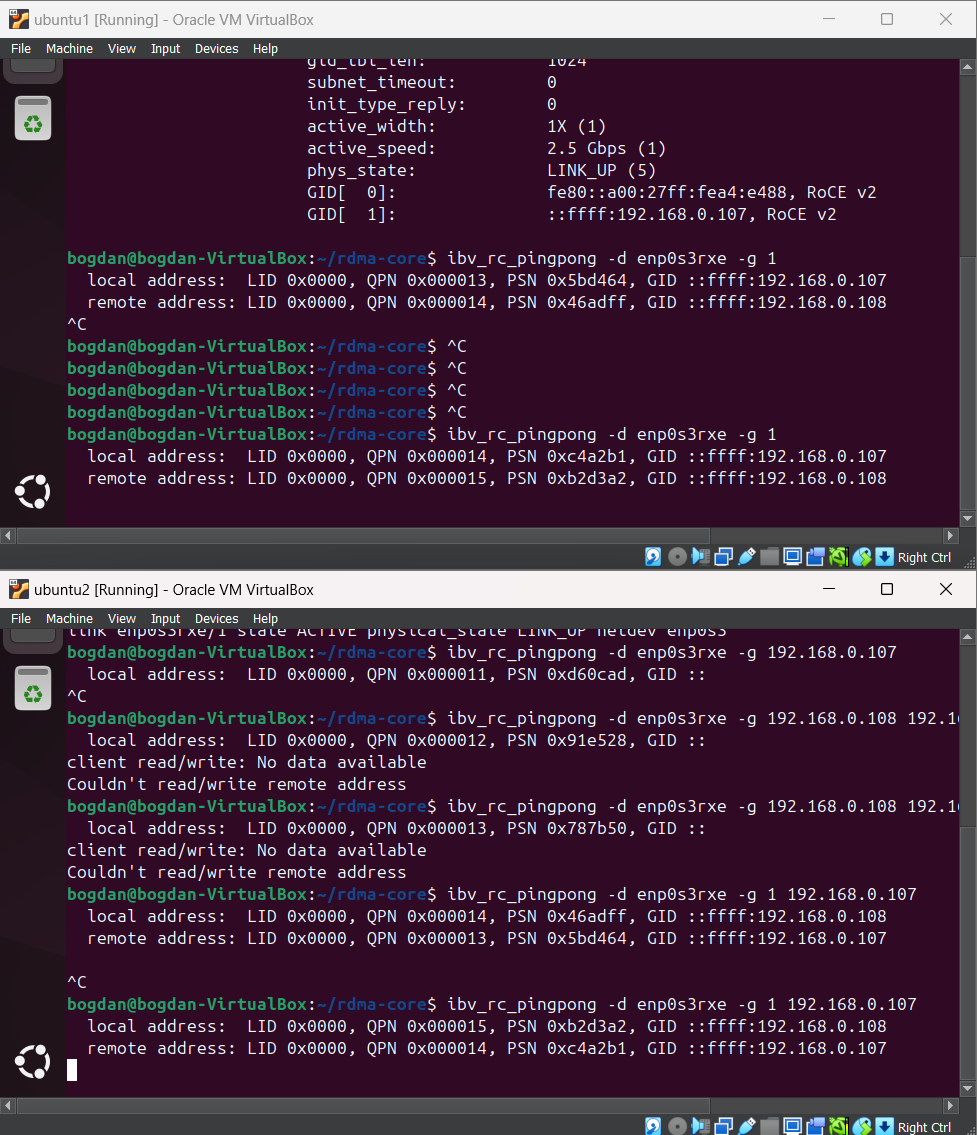 ubuntu1 [Running] - Oracle VM VirtualBox
File Machine View Input Devices Help
gid_tbl_len: 1024
subnet_timeout: 0
init_type_reply: 0
active_width: 1X (1)
active_speed: 2.5 Gbps (1)
phys_state: LINK_UP (5)
GID[ 0]: fe80::a00:27ff:fea4:e488, RoCE v2
GID[ 1]: ::ffff:192.168.0.107, RoCE v2
bogdan@bogdan-VirtualBox:~/rdma-core$ ibv_rc_pingpong -d enp0s3rxe -g 1
local address: LID 0x0000, QPN 0x000013, PSN 0x5bd464, GID ::ffff:192.168.0.107
remote address: LID 0x0000, QPN 0x000014, PSN 0x46adff, GID ::ffff:192.168.0.108
^C
bogdan@bogdan-VirtualBox:~/rdma-core$ ^C
bogdan@bogdan-VirtualBox:~/rdma-core$ ^C
bogdan@bogdan-VirtualBox:~/rdma-core$ ^C
bogdan@bogdan-VirtualBox:~/rdma-core$ ^C
bogdan@bogdan-VirtualBox:~/rdma-core$ ibv_rc_pingpong -d enp0s3rxe -g 1
local address: LID 0x0000, QPN 0x000014, PSN 0xc4a2b1, GID ::ffff:192.168.0.107
remote address: LID 0x0000, QPN 0x000015, PSN 0xb2d3a2, GID ::ffff:192.168.0.108
Right Ctrl
ubuntu2 [Running] - Oracle VM VirtualBox
File Machine View Input Devices Help
link enp0s3rxe/1 state ACTIVE physical_state LINK_UP netdev enp0s3
bogdan@bogdan-VirtualBox:~/rdma-core$ ibv_rc_pingpong -d enp0s3rxe -g 192.168.0.107
local address: LID 0x0000, QPN 0x000011, PSN 0xd60cad, GID ::
^C
bogdan@bogdan-VirtualBox:~/rdma-core$ ibv_rc_pingpong -d enp0s3rxe -g 192.168.0.108 192.1
local address: LID 0x0000, QPN 0x000012, PSN 0x91e528, GID ::
client read/write: No data available
Couldn't read/write remote address
bogdan@bogdan-VirtualBox:~/rdma-core$ ibv_rc_pingpong -d enp0s3rxe -g 192.168.0.108 192.1
local address: LID 0x0000, QPN 0x000013, PSN 0x787b50, GID ::
client read/write: No data available
Couldn't read/write remote address
bogdan@bogdan-VirtualBox:~/rdma-core$ ibv_rc_pingpong -d enp0s3rxe -g 1 192.168.0.107
local address: LID 0x0000, QPN 0x000014, PSN 0x46adff, GID ::ffff:192.168.0.108
remote address: LID 0x0000, QPN 0x000013, PSN 0x5bd464, GID ::ffff:192.168.0.107
^C
bogdan@bogdan-VirtualBox:~/rdma-core$ ibv_rc_pingpong -d enp0s3rxe -g 1 192.168.0.107
local address: LID 0x0000, QPN 0x000015, PSN 0xb2d3a2, GID ::ffff:192.168.0.108
remote address: LID 0x0000, QPN 0x000014, PSN 0xc4a2b1, GID ::ffff:192.168.0.107
Right Ctrl